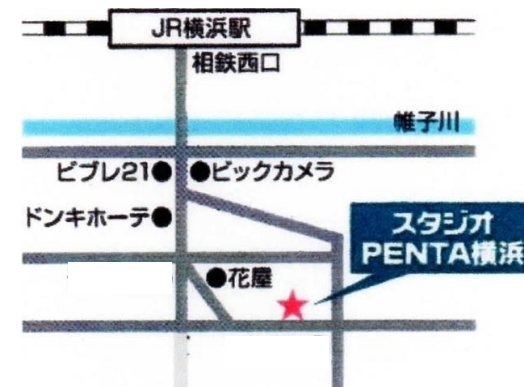 JR横浜駅
相鉄西口
帷子川
ビブレ21
ビックカメラ
ドンキホーテ
スタジオ
PENTA横浜
花屋